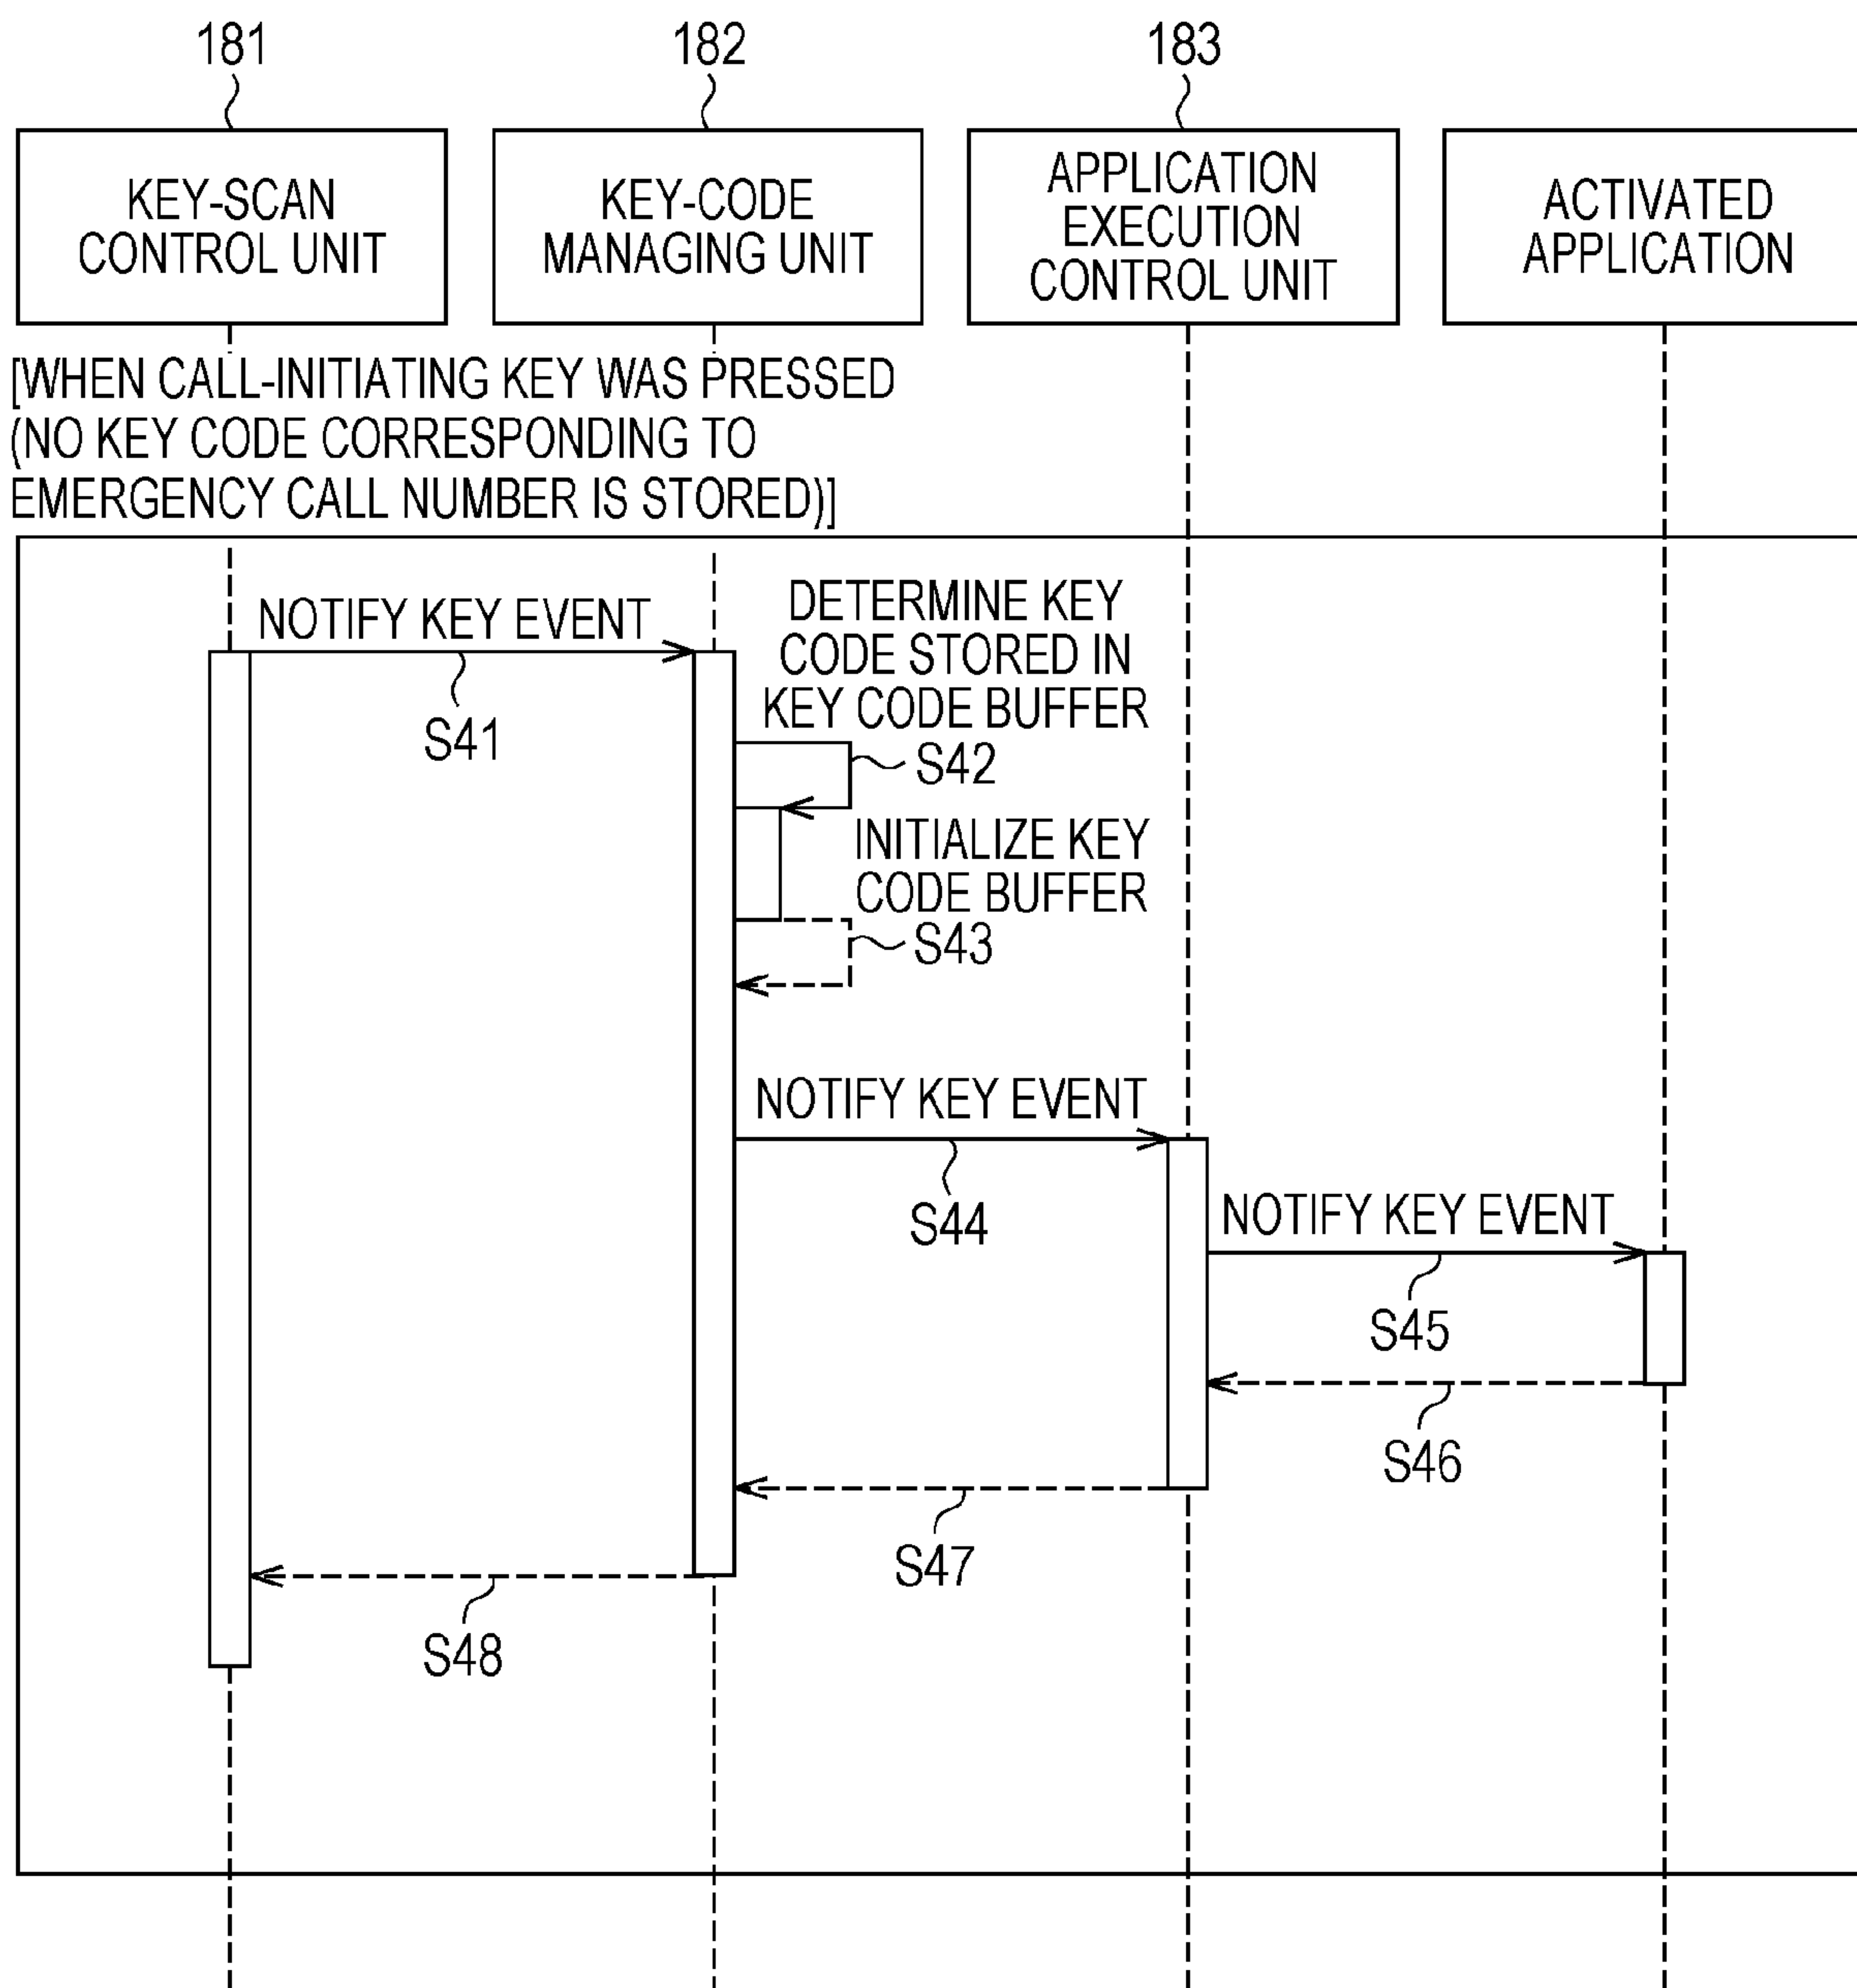 181
182
183
KEY-SCAN
CONTROL UNIT
KEY-CODE
MANAGING UNIT
APPLICATION
EXECUTION
CONTROL UNIT
ACTIVATED
APPLICATION
[WHEN CALL-INITIATING KEY WAS PRESSED
(NO KEY CODE CORRESPONDING TO
EMERGENCY CALL NUMBER IS STORED)]
NOTIFY KEY EVENT
S41
DETERMINE KEY
CODE STORED IN
KEY CODE BUFFER
S42
INITIALIZE KEY
CODE BUFFER
S43
NOTIFY KEY EVENT
S44
NOTIFY KEY EVENT
S45
S46
S47
S48